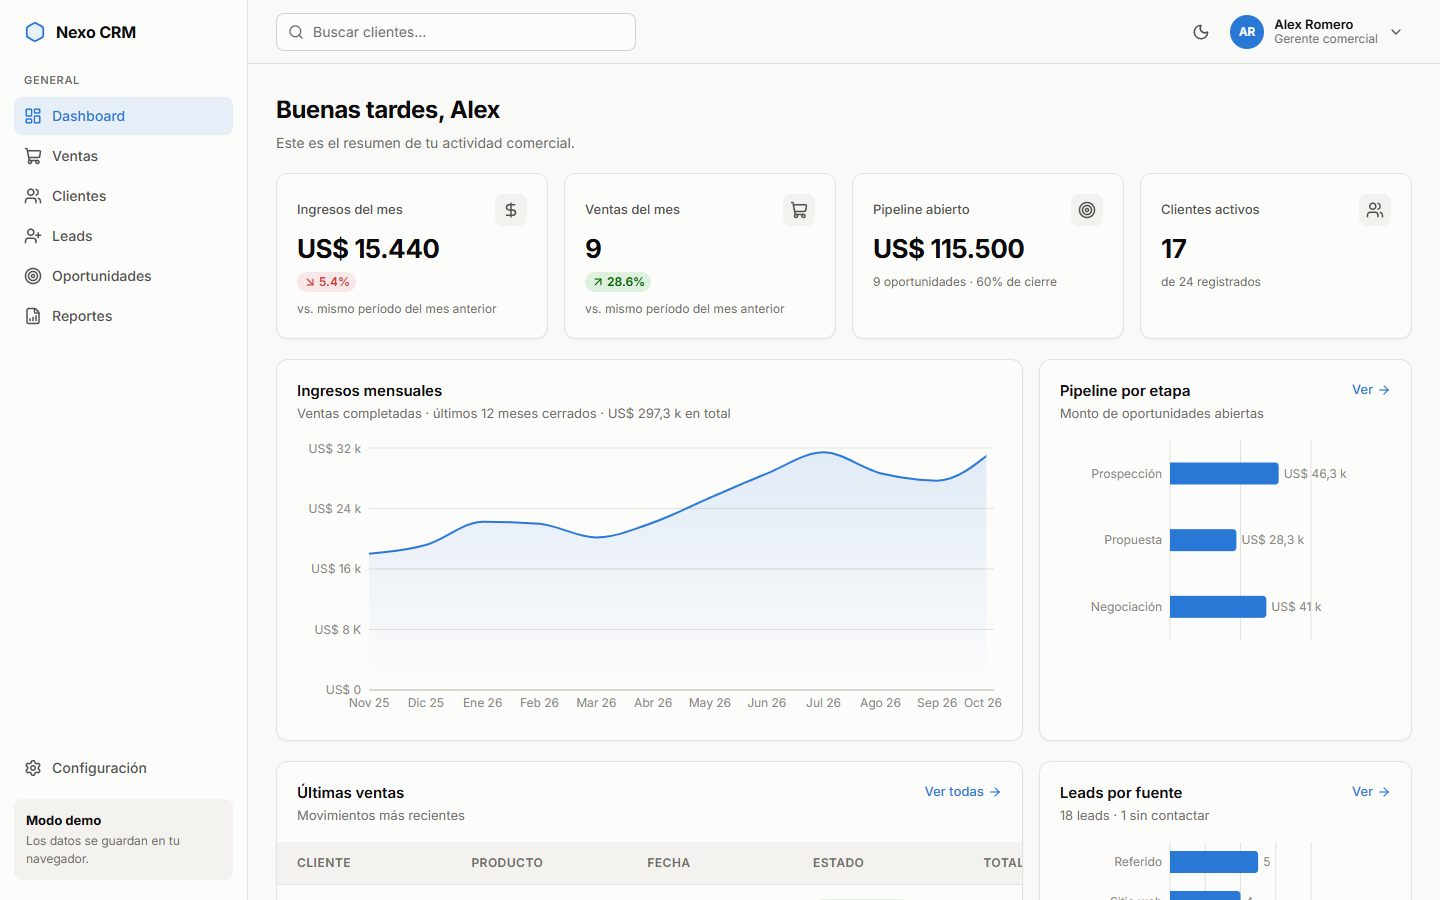 Nexo CRM
GENERAL
Dashboard
Ventas
Clientes
Leads
Oportunidades
Reportes
Configuración
Modo demo
Los datos se guardan en tu
navegador.
Buscar clientes...
AR
Alex Romero
Gerente comercial
Buenas tardes, Alex
Este es el resumen de tu actividad comercial.
Ingresos del mes
US$ 15.440
5.4%
vs. mismo período del mes anterior
Ventas del mes
9
28.6%
vs. mismo período del mes anterior
Pipeline abierto
US$ 115.500
9 oportunidades · 60% de cierre
Clientes activos
17
de 24 registrados
Ingresos mensuales
Ventas completadas · últimos 12 meses cerrados · US$ 297,3 k en total
US$ 32 k
US$ 24 k
US$ 16 k
US$ 8 K
US$ 0
Nov 25 Dic 25 Ene 26 Feb 26 Mar 26 Abr 26 May 26 Jun 26 Jul 26 Ago 26 Sep 26 Oct 26
Pipeline por etapa
Ver
Monto de oportunidades abiertas
Prospección US$ 46,3 k
Propuesta US$ 28,3 k
Negociación US$ 41 k
Últimas ventas
Ver todas
Movimientos más recientes
CLIENTE PRODUCTO FECHA ESTADO TOTAL
Leads por fuente
Ver
18 leads · 1 sin contactar
Referido 5